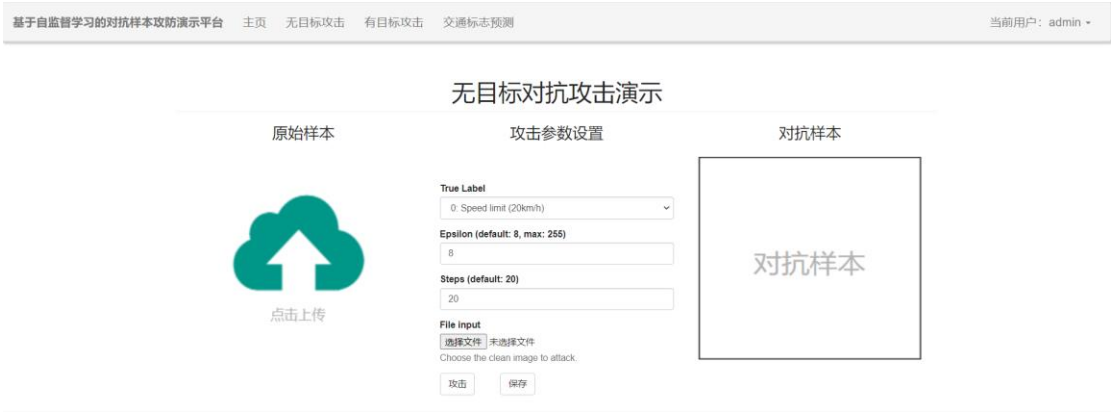 基于自监督学习的对抗样本攻防演示平台 主页 无目标攻击 有目标攻击 交通标志预测 当前用户：admin
无目标对抗攻击演示
原始样本 攻击参数设置 对抗样本
点击上传
True Label
0: Speed limit (20km/h)
Epsilon (default: 8, max: 255)
8
Steps (default: 20)
20
File input
选择文件 未选择文件
Choose the clean image to attack.
攻击 保存
对抗样本